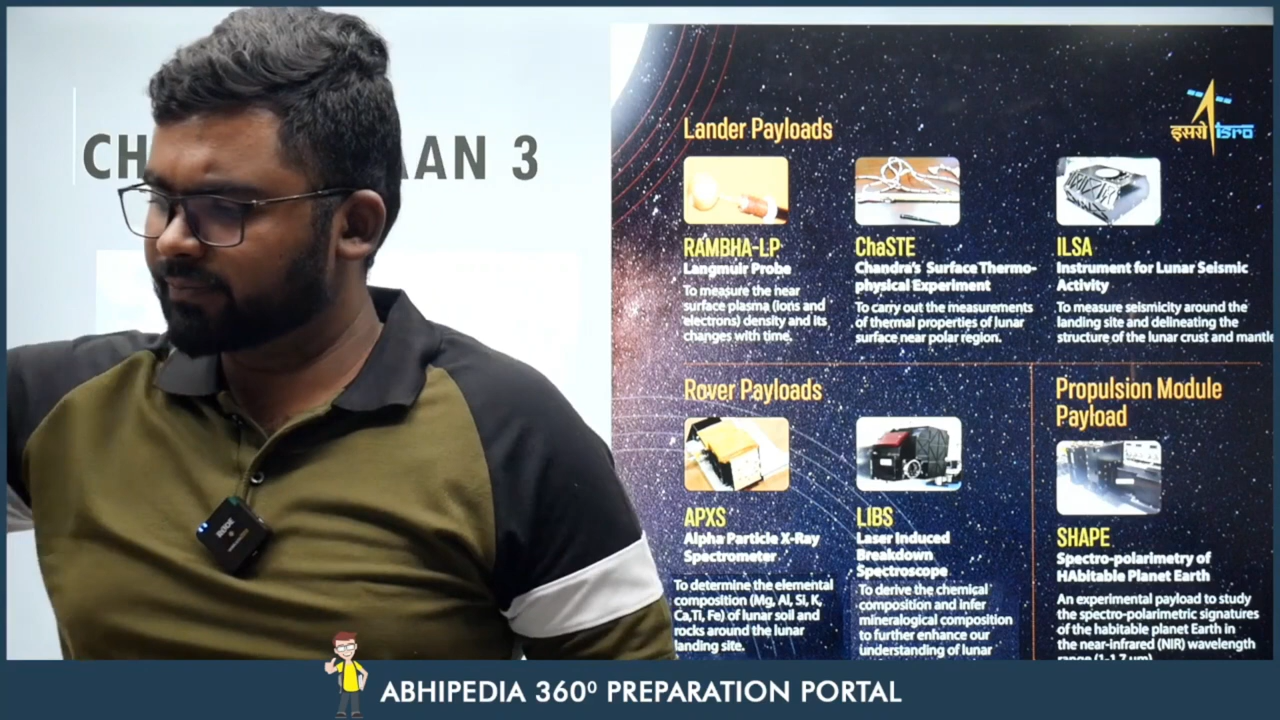 CH AAN 3
इसरो isro
Lander Payloads
RAMBHA-LP
Langmuir Probe
To measure the near
surface plasma (ions and
electrons) density and its
changes with time.
ChaSTE
Chandra's Surface Thermo-
physical Experiment
To carry out the measurements
of thermal properties of lunar
surface near polar region.
ILSA
Instrument for Lunar Seismic
Activity
To measure seismicity around the
landing site and delineating the
structure of the lunar crust and mantle
Rover Payloads
APXS
Alpha Particle X-Ray
Spectrometer
To determine the elemental
composition (Mg, Al, Si, K,
Ca,Ti, Fe) of lunar soil and
rocks around the lunar
landing site.
LIBS
Laser Induced
Breakdown
Spectroscope
To derive the chemical
composition and infer
mineralogical composition
to further enhance our
understanding of lunar
Propulsion Module
Payload
SHAPE
Spectro-polarimetry of
HAbitable Planet Earth
An experimental payload to study
the spectro-polarimetric signatures
of the habitable planet Earth in
the near-infrared (NIR) wavelength
range (1-1.7 μm).
RODE
ABHIPEDIA 360⁰ PREPARATION PORTAL